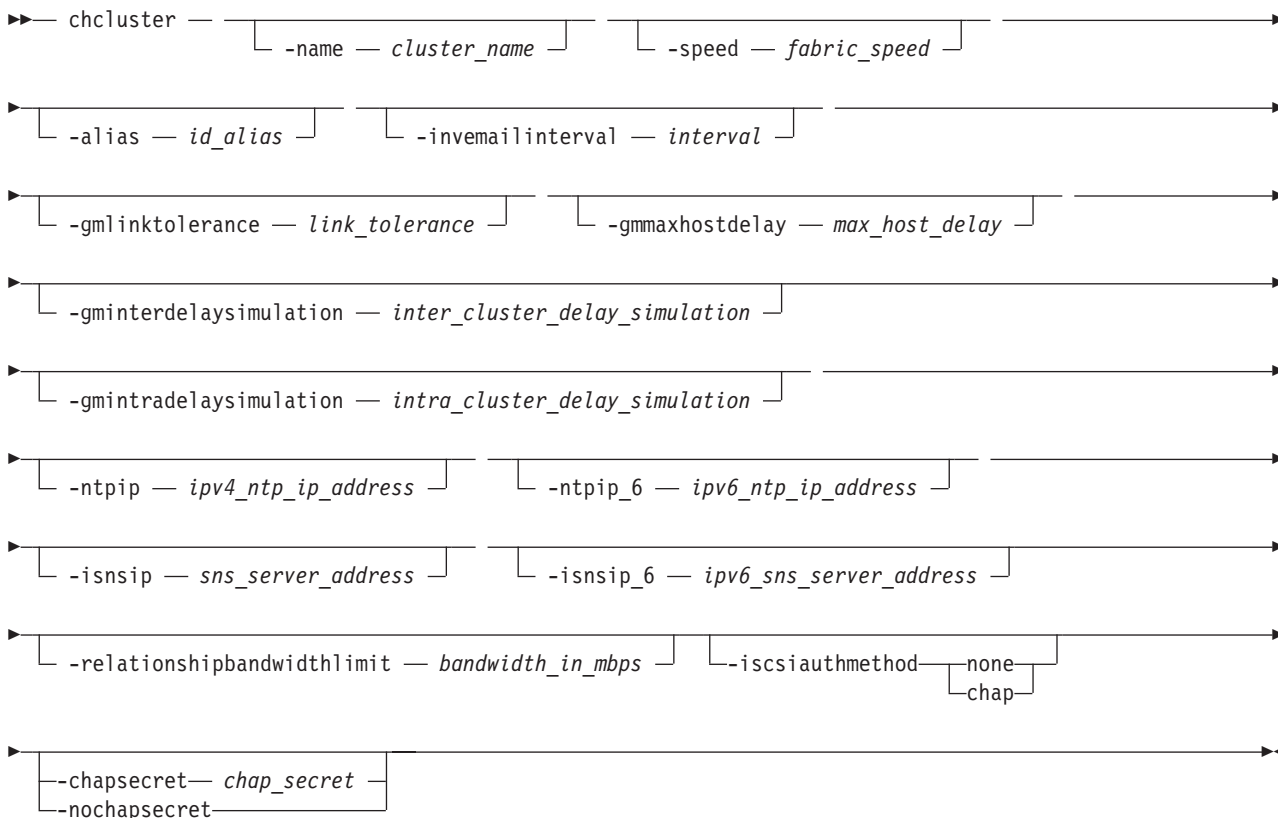 chcluster
-name cluster_name -speed fabric_speed
-alias id_alias -invemailinterval interval
-gmlinktolerance link_tolerance -gmmaxhostdelay max_host_delay
-gminterdelaysimulation inter_cluster_delay_simulation
-gmintradelaysimulation intra_cluster_delay_simulation
-ntpip ipv4_ntp_ip_address -ntpip_6 ipv6_ntp_ip_address
-isnsip sns_server_address -isnsip_6 ipv6_sns_server_address
-relationshipbandwidthlimit bandwidth_in_mbps -iscsiauthmethod none
chap
-chapsecret chap_secret
-nochapsecret